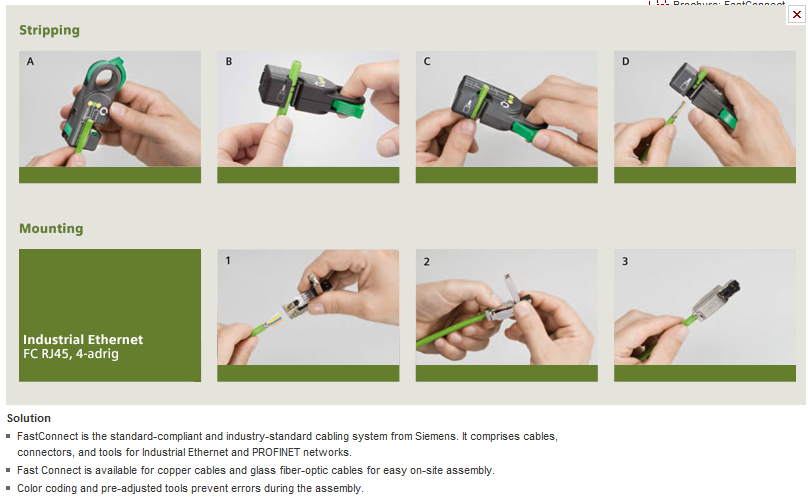 Brochure: FastConnect
Stripping
A
B
C
D
Mounting
Industrial Ethernet
FC RJ45, 4-adrig
1
2
3
Solution
FastConnect is the standard-compliant and industry-standard cabling system from Siemens. It comprises cables,
connectors, and tools for Industrial Ethernet and PROFINET networks.
Fast Connect is available for copper cables and glass fiber-optic cables for easy on-site assembly.
Color coding and pre-adjusted tools prevent errors during the assembly.